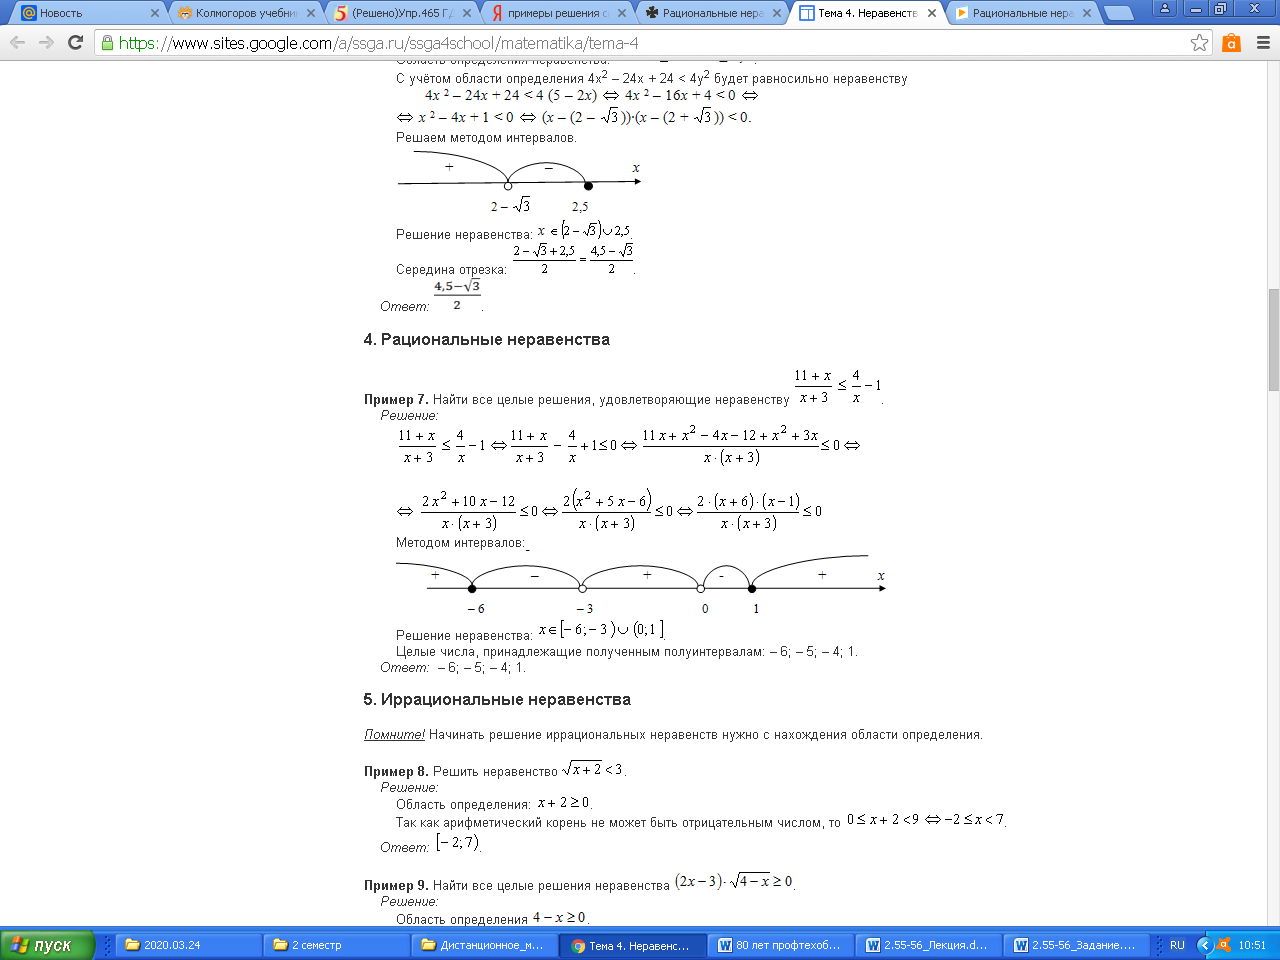 Новость
Колмогоров учебни
(Решено)Упр.465 ГД
примеры решения с
Рациональные нера
Тема 4. Неравенств
Рациональные нера
https://www.sites.google.com/a/ssga.ru/ssga4school/matematika/tema-4
Область определения неравенства:
С учётом области определения 4x² – 24x + 24 < 4y² будет равносильно неравенству
4x ² – 24x + 24 < 4 (5 – 2x) ⇔ 4x ² – 16x + 4 < 0 ⇔
⇔ x ² – 4x + 1 < 0 ⇔ (x – (2 – √3))·(x – (2 + √3)) < 0.
Решаем методом интервалов.
+ – x
2 – √3 2,5
Решение неравенства: x ∈ (2 – √3) ∪ 2,5.
Середина отрезка: (2 – √3 + 2,5)/2 = (4,5 – √3)/2.
Ответ: (4,5–√3)/2.
4. Рациональные неравенства
Пример 7. Найти все целые решения, удовлетворяющие неравенству (11 + x)/(x + 3) ≤ 4/x – 1.
Решение:
(11 + x)/(x + 3) ≤ 4/x – 1 ⇔ (11 + x)/(x + 3) – 4/x + 1 ≤ 0 ⇔ (11x + x² – 4x – 12 + x² + 3x)/(x · (x + 3)) ≤ 0 ⇔
⇔ (2x² + 10x – 12)/(x · (x + 3)) ≤ 0 ⇔ 2(x² + 5x – 6)/(x · (x + 3)) ≤ 0 ⇔ 2 · (x + 6) · (x – 1)/(x · (x + 3)) ≤ 0
Методом интервалов:
+ – + - + x
– 6 – 3 0 1
Решение неравенства: x ∈ [– 6; – 3) ∪ (0; 1].
Целые числа, принадлежащие полученным полуинтервалам: – 6; – 5; – 4; 1.
Ответ: – 6; – 5; – 4; 1.
5. Иррациональные неравенства
Помните! Начинать решение иррациональных неравенств нужно с нахождения области определения.
Пример 8. Решить неравенство √(x + 2) < 3.
Решение:
Область определения: x + 2 ≥ 0.
Так как арифметический корень не может быть отрицательным числом, то 0 ≤ x + 2 < 9 ⇔ –2 ≤ x < 7.
Ответ: [– 2; 7).
Пример 9. Найти все целые решения неравенства (2x – 3) · √(4 – x) ≥ 0.
Решение:
Область определения 4 – x ≥ 0.
пуск
2020.03.24
2 семестр
Дистанционное_м...
Тема 4. Неравенс...
80 лет профтехоб...
2.55-56_Лекция.d...
2.55-56_Задание....
RU
10:51